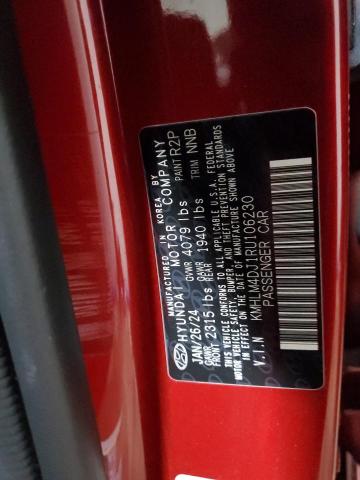 MANUFACTURED IN KOREA BY
HYUNDAI MOTOR COMPANY
JAN/26/24 GVWR 4079 lbs PAINT R2P
GAWR FRONT 2315 lbs GAWR REAR 1940 lbs TRIM NNB
THIS VEHICLE CONFORMS TO ALL APPLICABLE U.S.A. FEDERAL
MOTOR VEHICLE SAFETY, BUMPER, AND THEFT PREVENTION STANDARDS
IN EFFECT ON THE DATE OF MANUFACTURE SHOWN ABOVE
V.I.N KMHLM4DJ1RU106230
PASSENGER CAR